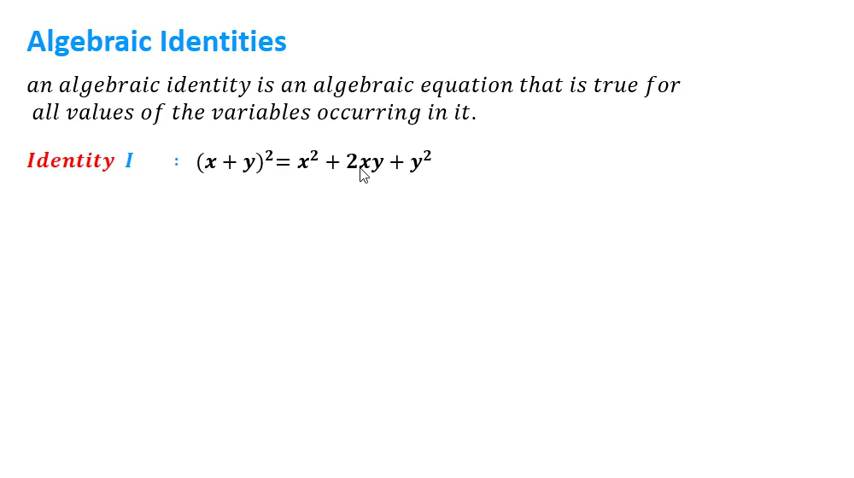 Algebraic Identities
an algebraic identity is an algebraic equation that is true for
all values of the variables occurring in it.
Identity I : (x + y)²= x² + 2xy + y²